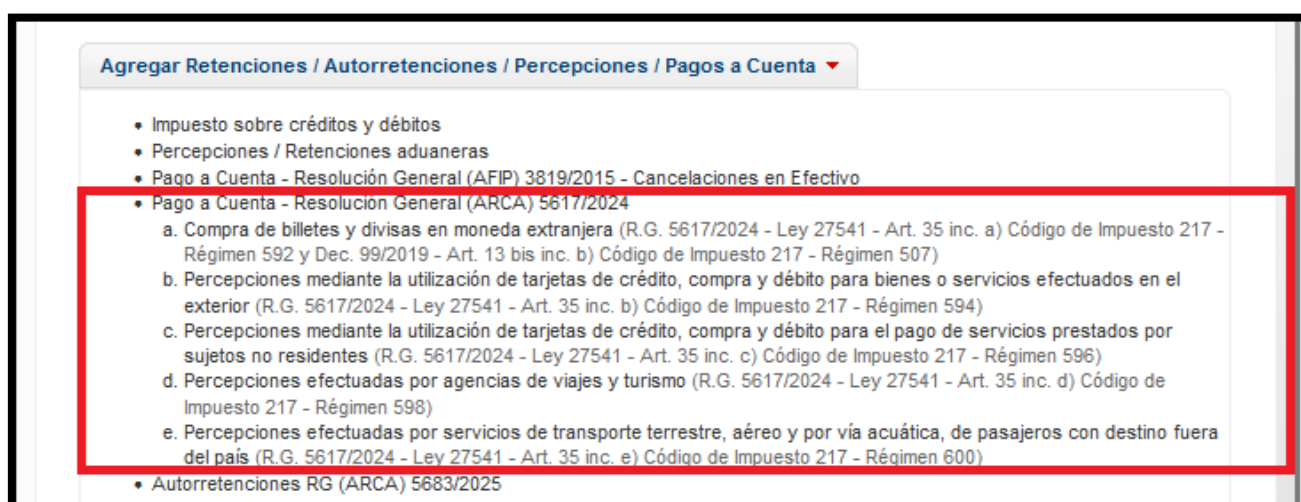 Agregar Retenciones / Autorretenciones / Percepciones / Pagos a Cuenta
• Impuesto sobre créditos y débitos
• Percepciones / Retenciones aduaneras
• Pago a Cuenta - Resolución General (AFIP) 3819/2015 - Cancelaciones en Efectivo
• Pago a Cuenta - Resolución General (ARCA) 5617/2024
a. Compra de billetes y divisas en moneda extranjera (R.G. 5617/2024 - Ley 27541 - Art. 35 inc. a) Código de Impuesto 217 -
Régimen 592 y Dec. 99/2019 - Art. 13 bis inc. b) Código de Impuesto 217 - Régimen 507)
b. Percepciones mediante la utilización de tarjetas de crédito, compra y débito para bienes o servicios efectuados en el
exterior (R.G. 5617/2024 - Ley 27541 - Art. 35 inc. b) Código de Impuesto 217 - Régimen 594)
c. Percepciones mediante la utilización de tarjetas de crédito, compra y débito para el pago de servicios prestados por
sujetos no residentes (R.G. 5617/2024 - Ley 27541 - Art. 35 inc. c) Código de Impuesto 217 - Régimen 596)
d. Percepciones efectuadas por agencias de viajes y turismo (R.G. 5617/2024 - Ley 27541 - Art. 35 inc. d) Código de
Impuesto 217 - Régimen 598)
e. Percepciones efectuadas por servicios de transporte terrestre, aéreo y por vía acuática, de pasajeros con destino fuera
del país (R.G. 5617/2024 - Ley 27541 - Art. 35 inc. e) Código de Impuesto 217 - Régimen 600)
• Autorretenciones RG (ARCA) 5683/2025